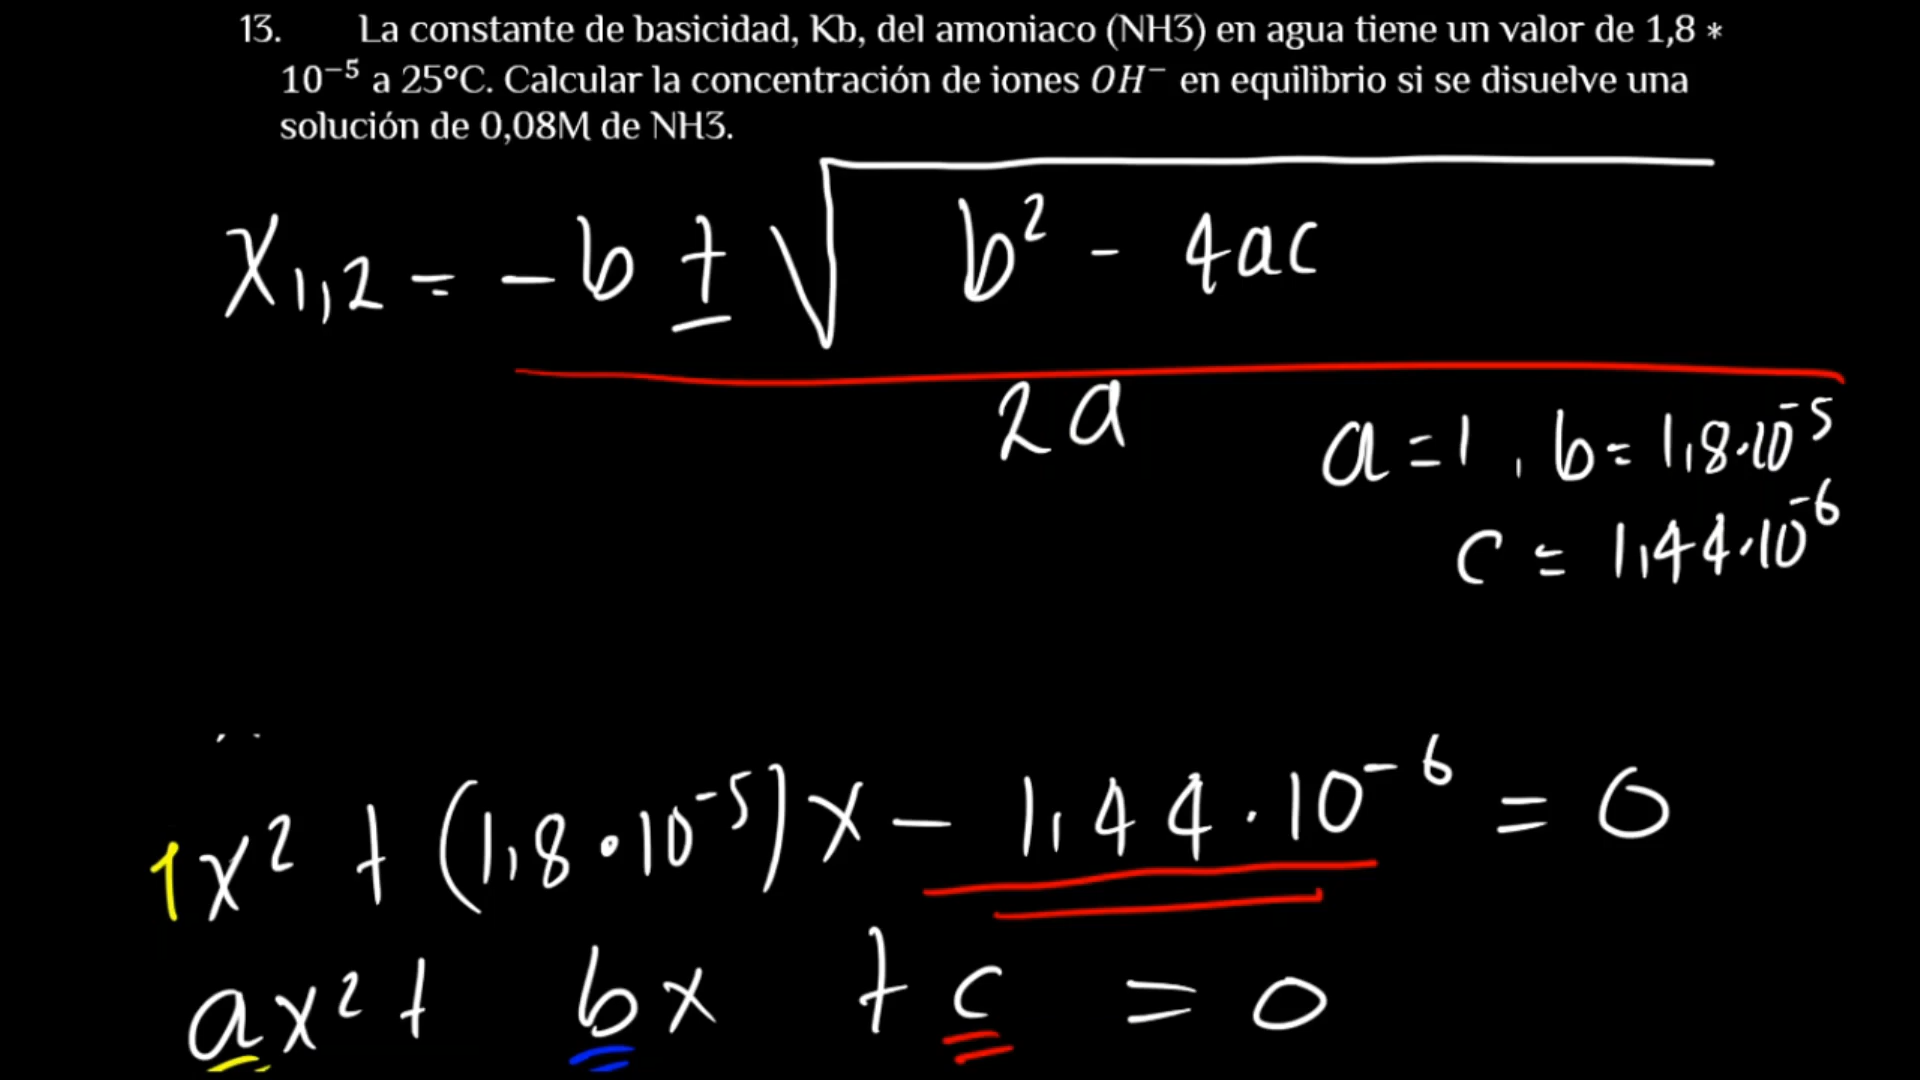 13. La constante de basicidad, Kb, del amoniaco (NH3) en agua tiene un valor de 1,8 *
10⁻⁵ a 25°C. Calcular la concentración de iones OH⁻ en equilibrio si se disuelve una
solución de 0,08M de NH3.
X₁,₂ = -b ± √ b² - 4ac
2a
a = 1 , b = 1,8·10⁻⁵
c = 1,44·10⁻⁶
1x² + (1,8·10⁻⁵)x - 1,44·10⁻⁶ = 0
ax² + bx + c = 0